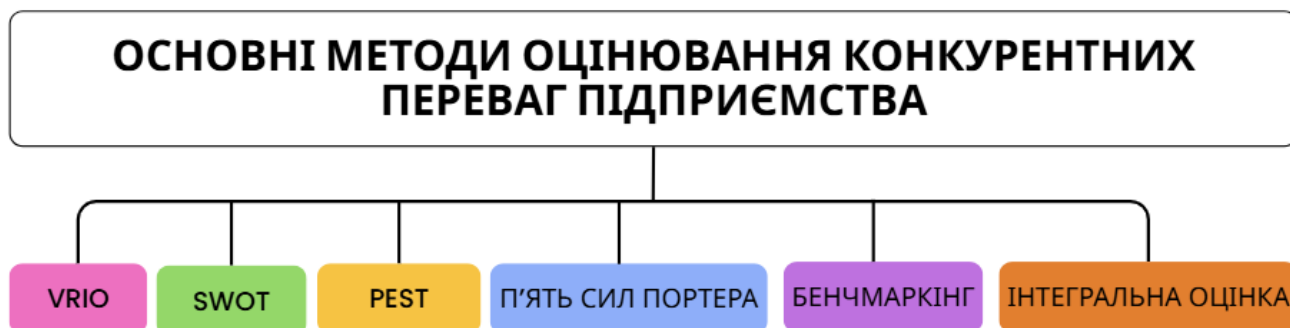 ОСНОВНІ МЕТОДИ ОЦІНЮВАННЯ КОНКУРЕНТНИХ
ПЕРЕВАГ ПІДПРИЄМСТВА
VRIO
SWOT
PEST
П’ЯТЬ СИЛ ПОРТЕРА
БЕНЧМАРКІНГ
ІНТЕГРАЛЬНА ОЦІНКА